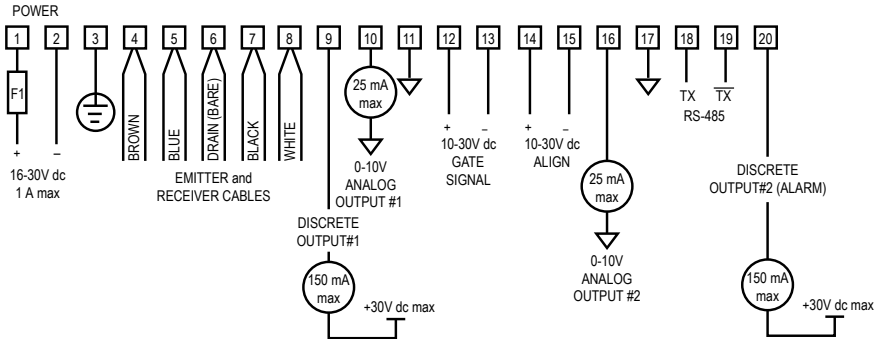 POWER
1 2 3 4 5 6 7 8 9 10 11 12 13 14 15 16 17 18 19 20
F1
+ −
16-30V dc
1 A max
BROWN
BLUE
DRAIN (BARE)
BLACK
WHITE
EMITTER and
RECEIVER CABLES
DISCRETE
OUTPUT#1
150 mA
max
+30V dc max
25 mA
max
0-10V
ANALOG
OUTPUT #1
+ −
10-30V dc
GATE
SIGNAL
+ −
10-30V dc
ALIGN
25 mA
max
0-10V
ANALOG
OUTPUT #2
TX T̅X̅
RS-485
DISCRETE
OUTPUT#2 (ALARM)
150 mA
max
+30V dc max